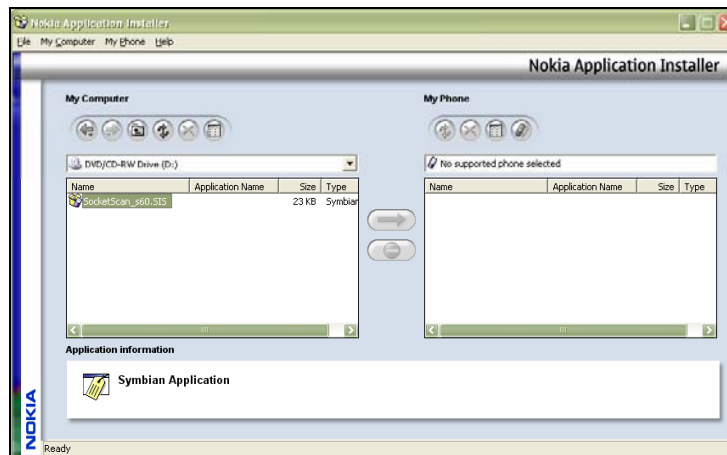 Nokia Application Installer
File My Computer My Phone Help
Nokia Application Installer
My Computer
DVD/CD-RW Drive (D:)
Name Application Name Size Type
SocketScan_s60.SIS 23 KB Symbian
My Phone
No supported phone selected
Name Application Name Size Type
Application information
Symbian Application
NOKIA
Ready